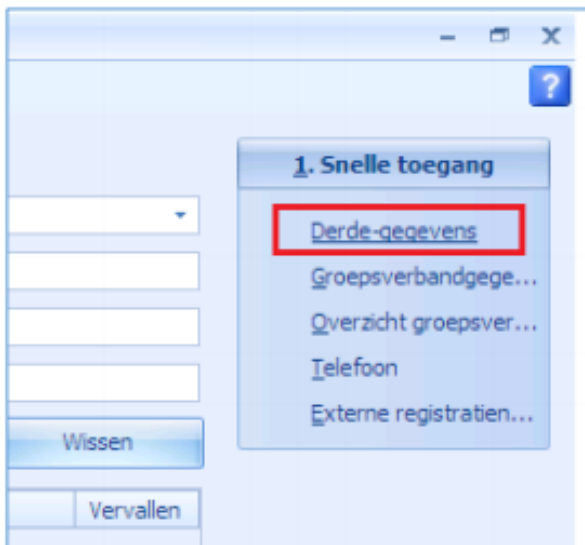 ?
1. Snelle toegang
Derde-gegevens
Groepsverbandgege...
Overzicht groepsver...
Telefoon
Externe registratien...
Wissen
Vervallen